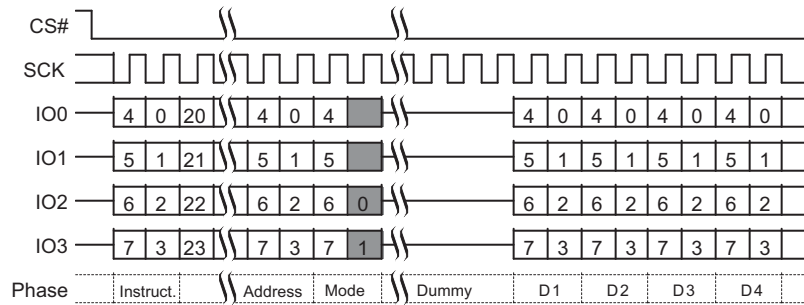 CS#
SCK
IO0 4 0 20 4 0 4 4 0 4 0 4 0 4 0
IO1 5 1 21 5 1 5 5 1 5 1 5 1 5 1
IO2 6 2 22 6 2 6 0 6 2 6 2 6 2 6 2
IO3 7 3 23 7 3 7 1 7 3 7 3 7 3 7 3
Phase Instruct. Address Mode Dummy D1 D2 D3 D4